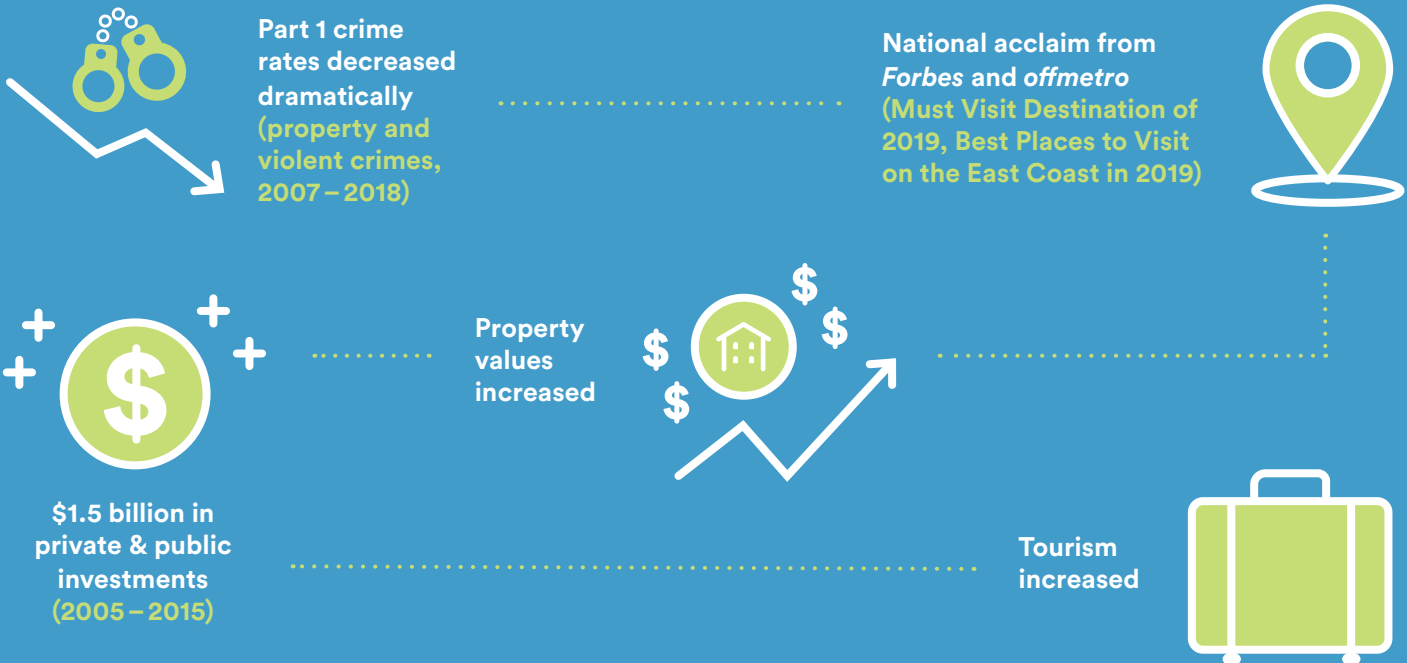 Part 1 crime
rates decreased
dramatically
(property and
violent crimes,
2007 – 2018)
National acclaim from
Forbes and offmetro
(Must Visit Destination of
2019, Best Places to Visit
on the East Coast in 2019)
$
$1.5 billion in
private & public
investments
(2005 – 2015)
Property
values
increased
$
$
$
$
Tourism
increased